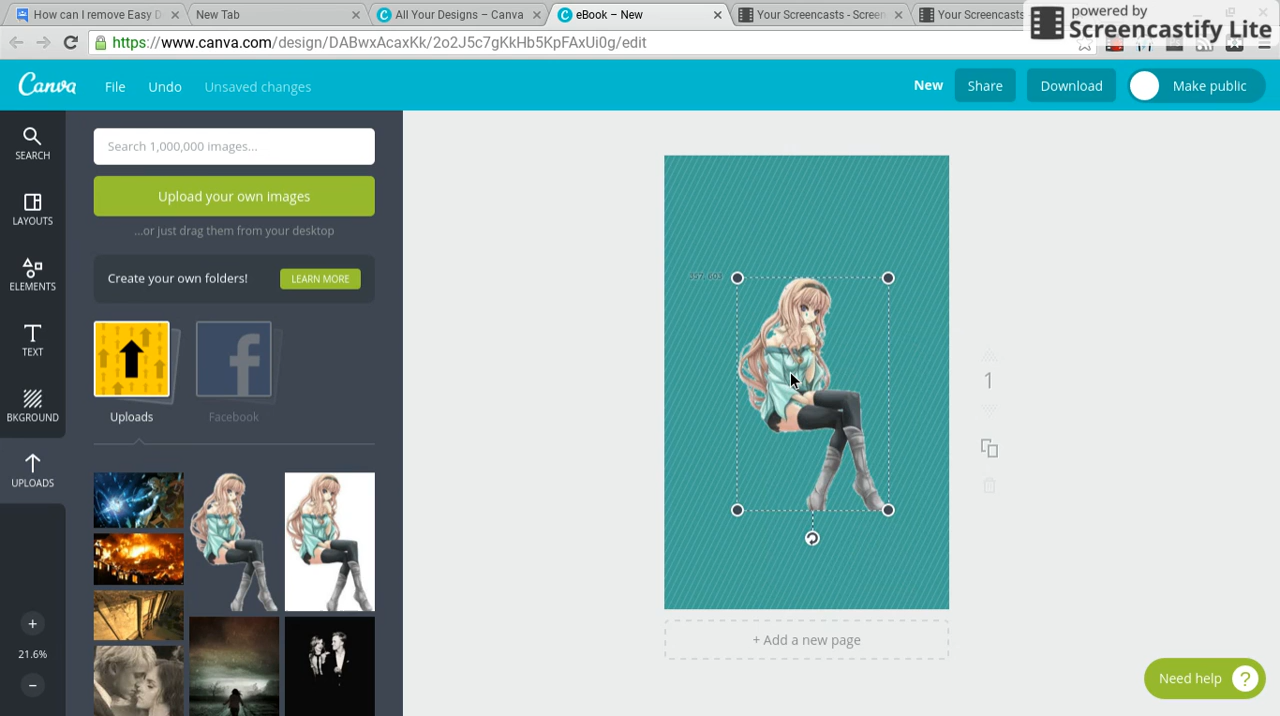 How can I remove Easy D
New Tab
All Your Designs – Canva
eBook – New
Your Screencasts - Screen
Your Screencasts
powered by
Screencastify Lite
https://www.canva.com/design/DABwxAcaxKk/2o2J5c7gKkHb5KpFAxUi0g/edit
Canva
File
Undo
Unsaved changes
New
Share
Download
Make public
SEARCH
LAYOUTS
ELEMENTS
TEXT
BKGROUND
UPLOADS
Search 1,000,000 images...
Upload your own images
...or just drag them from your desktop
Create your own folders!
LEARN MORE
Uploads
Facebook
1
+ Add a new page
21.6%
Need help ?